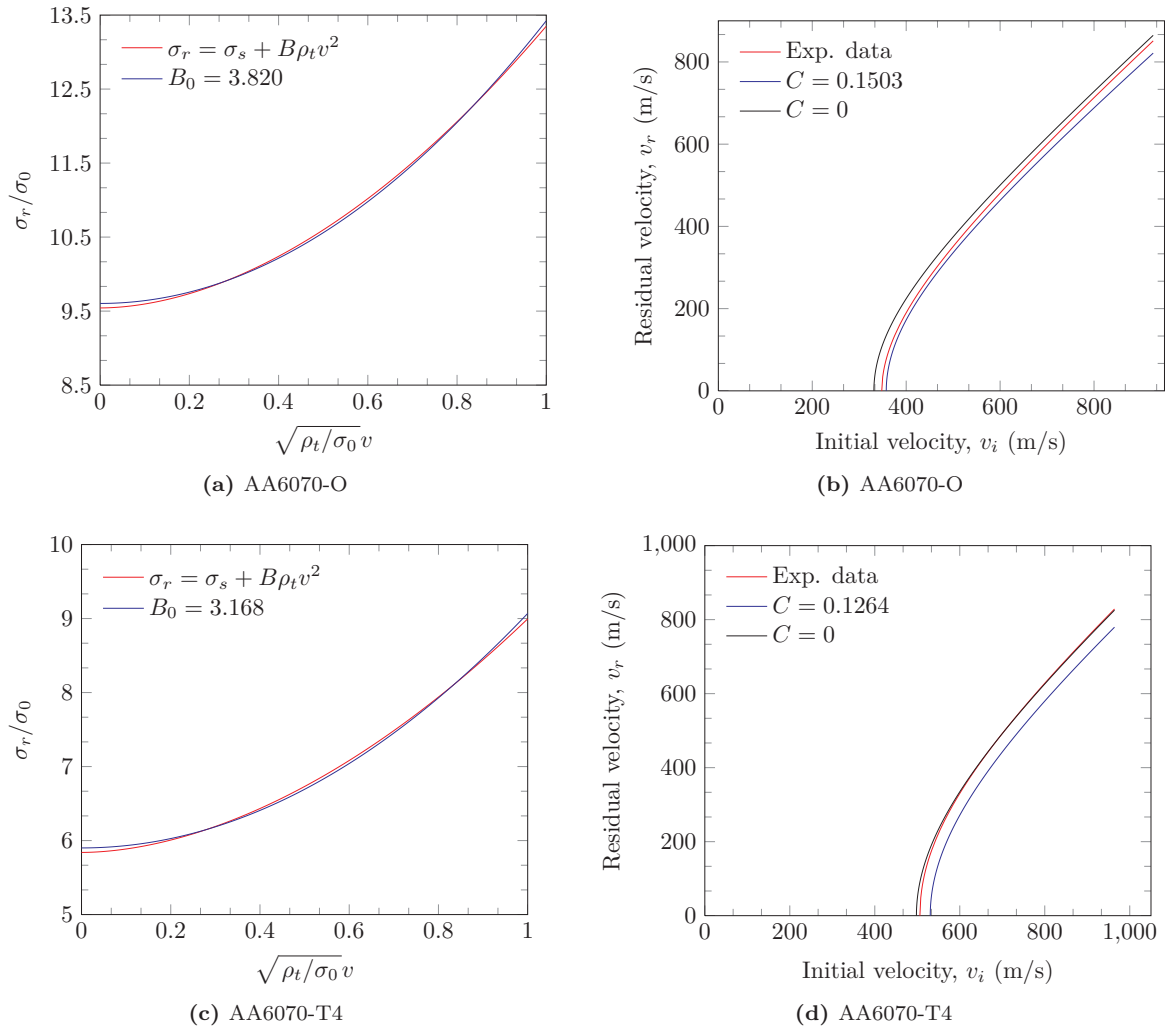 13.5
12.5
11.5
10.5
9.5
8.5
σr/σ0
σr = σs + Bρtv²
B0 = 3.820
0 0.2 0.4 0.6 0.8 1
√ρt/σ0 v
(a) AA6070-O
800
600
400
200
0
Residual velocity, vr (m/s)
Exp. data
C = 0.1503
C = 0
0 200 400 600 800
Initial velocity, vi (m/s)
(b) AA6070-O
10
9
8
7
6
5
σr/σ0
σr = σs + Bρtv²
B0 = 3.168
0 0.2 0.4 0.6 0.8 1
√ρt/σ0 v
(c) AA6070-T4
1,000
800
600
400
200
0
Residual velocity, vr (m/s)
Exp. data
C = 0.1264
C = 0
0 200 400 600 800 1,000
Initial velocity, vi (m/s)
(d) AA6070-T4